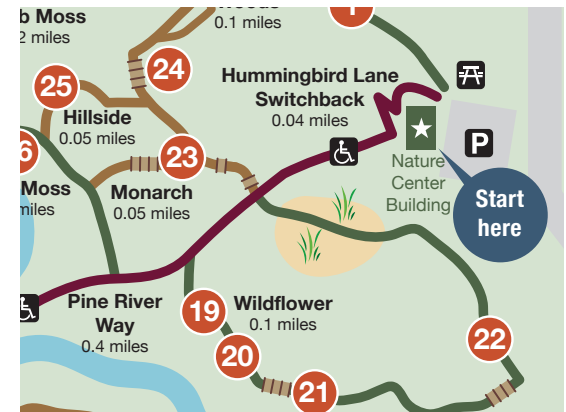 b Moss
2 miles
0.1 miles
1
24
25
Hummingbird Lane
Switchback
0.04 miles
Hillside
0.05 miles
P
6
23
Nature
Center
Building
Start
here
Moss
miles
Monarch
0.05 miles
Pine River
Way
0.4 miles
19
Wildflower
0.1 miles
20
22
21